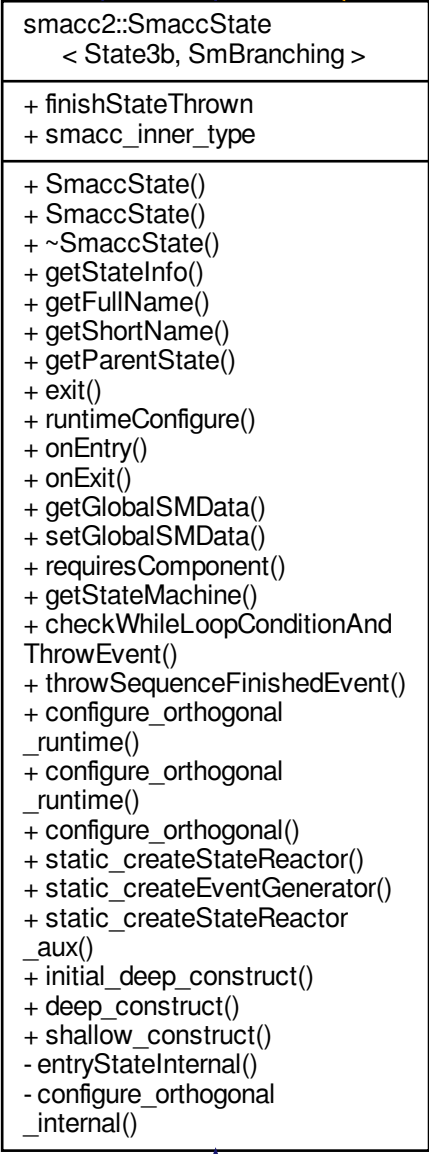 smacc2::SmaccState
< State3b, SmBranching >
+ finishStateThrown
+ smacc_inner_type
+ SmaccState()
+ SmaccState()
+ ~SmaccState()
+ getStateInfo()
+ getFullName()
+ getShortName()
+ getParentState()
+ exit()
+ runtimeConfigure()
+ onEntry()
+ onExit()
+ getGlobalSMData()
+ setGlobalSMData()
+ requiresComponent()
+ getStateMachine()
+ checkWhileLoopConditionAnd
ThrowEvent()
+ throwSequenceFinishedEvent()
+ configure_orthogonal
_runtime()
+ configure_orthogonal
_runtime()
+ configure_orthogonal()
+ static_createStateReactor()
+ static_createEventGenerator()
+ static_createStateReactor
_aux()
+ initial_deep_construct()
+ deep_construct()
+ shallow_construct()
- entryStateInternal()
- configure_orthogonal
_internal()